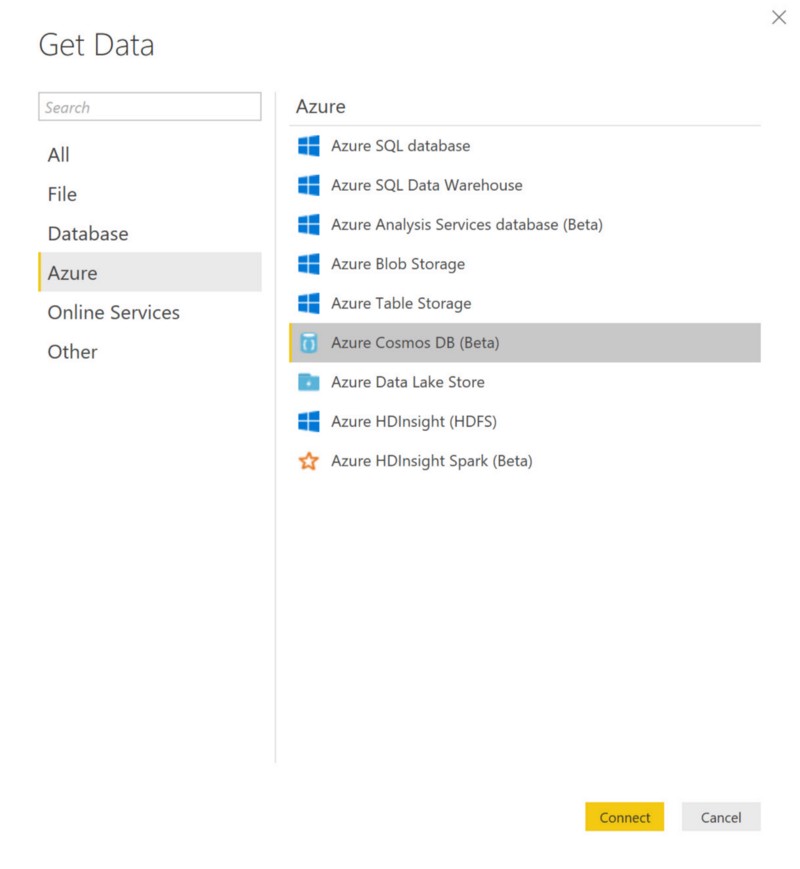 Get Data
Search
All
File
Database
Azure
Online Services
Other
Azure
Azure SQL database
Azure SQL Data Warehouse
Azure Analysis Services database (Beta)
Azure Blob Storage
Azure Table Storage
Azure Cosmos DB (Beta)
Azure Data Lake Store
Azure HDInsight (HDFS)
Azure HDInsight Spark (Beta)
Connect
Cancel